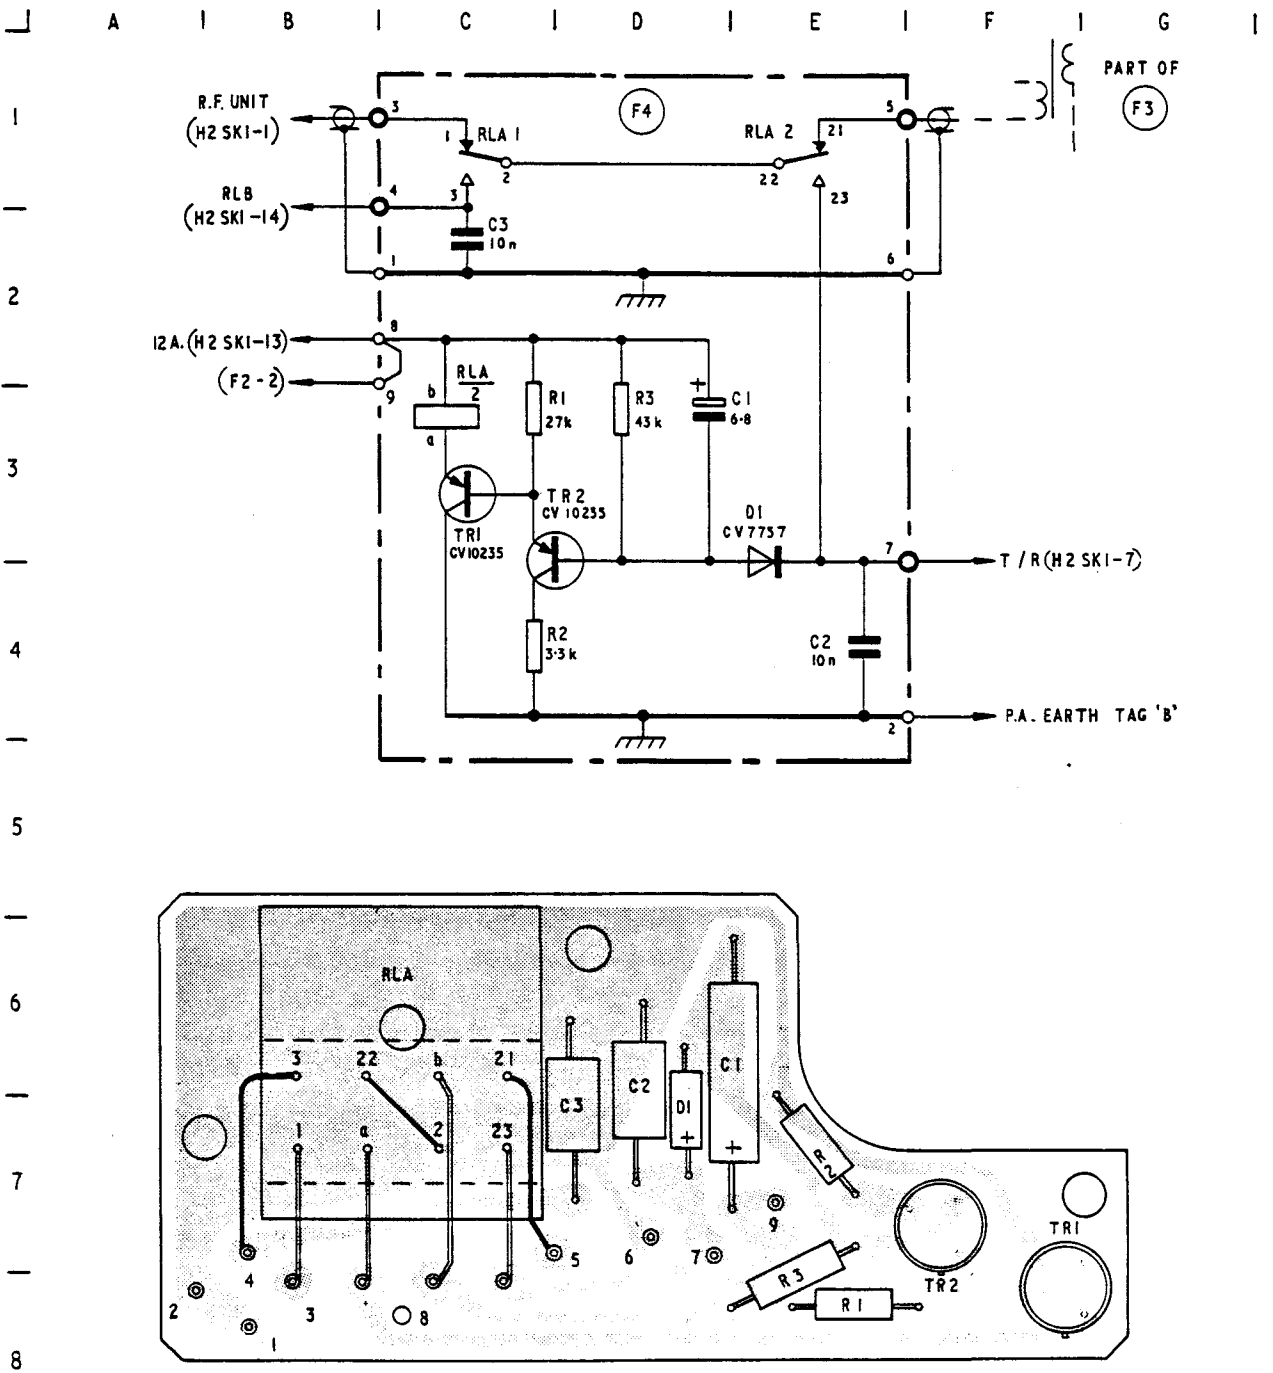 A B C D E F G
1
2
3
4
5
6
7
8
R.F. UNIT
(H2 SK1-1)
3
F4
5
PART OF
F3
1
RLA 1
2
RLA 2
21
22
23
RLB
(H2 SK1-14)
4
3
C3
10n
1
6
12A. (H2 SK1-13)
8
(F2-2)
9
RLA
2
b
a
R1
27k
R3
43k
+
C1
6.8
TR2
CV 10235
TR1
CV10235
D1
CV7757
7
T/R(H2 SK1-7)
R2
3.3k
C2
10n
2
P.A. EARTH TAG 'B'
RLA
3 22 b 21
1 a 2 23
C3
C2
D1
+
C1
+
R2
9
4
5
6
7
2
3
8
1
R3
R1
TR2
TR1